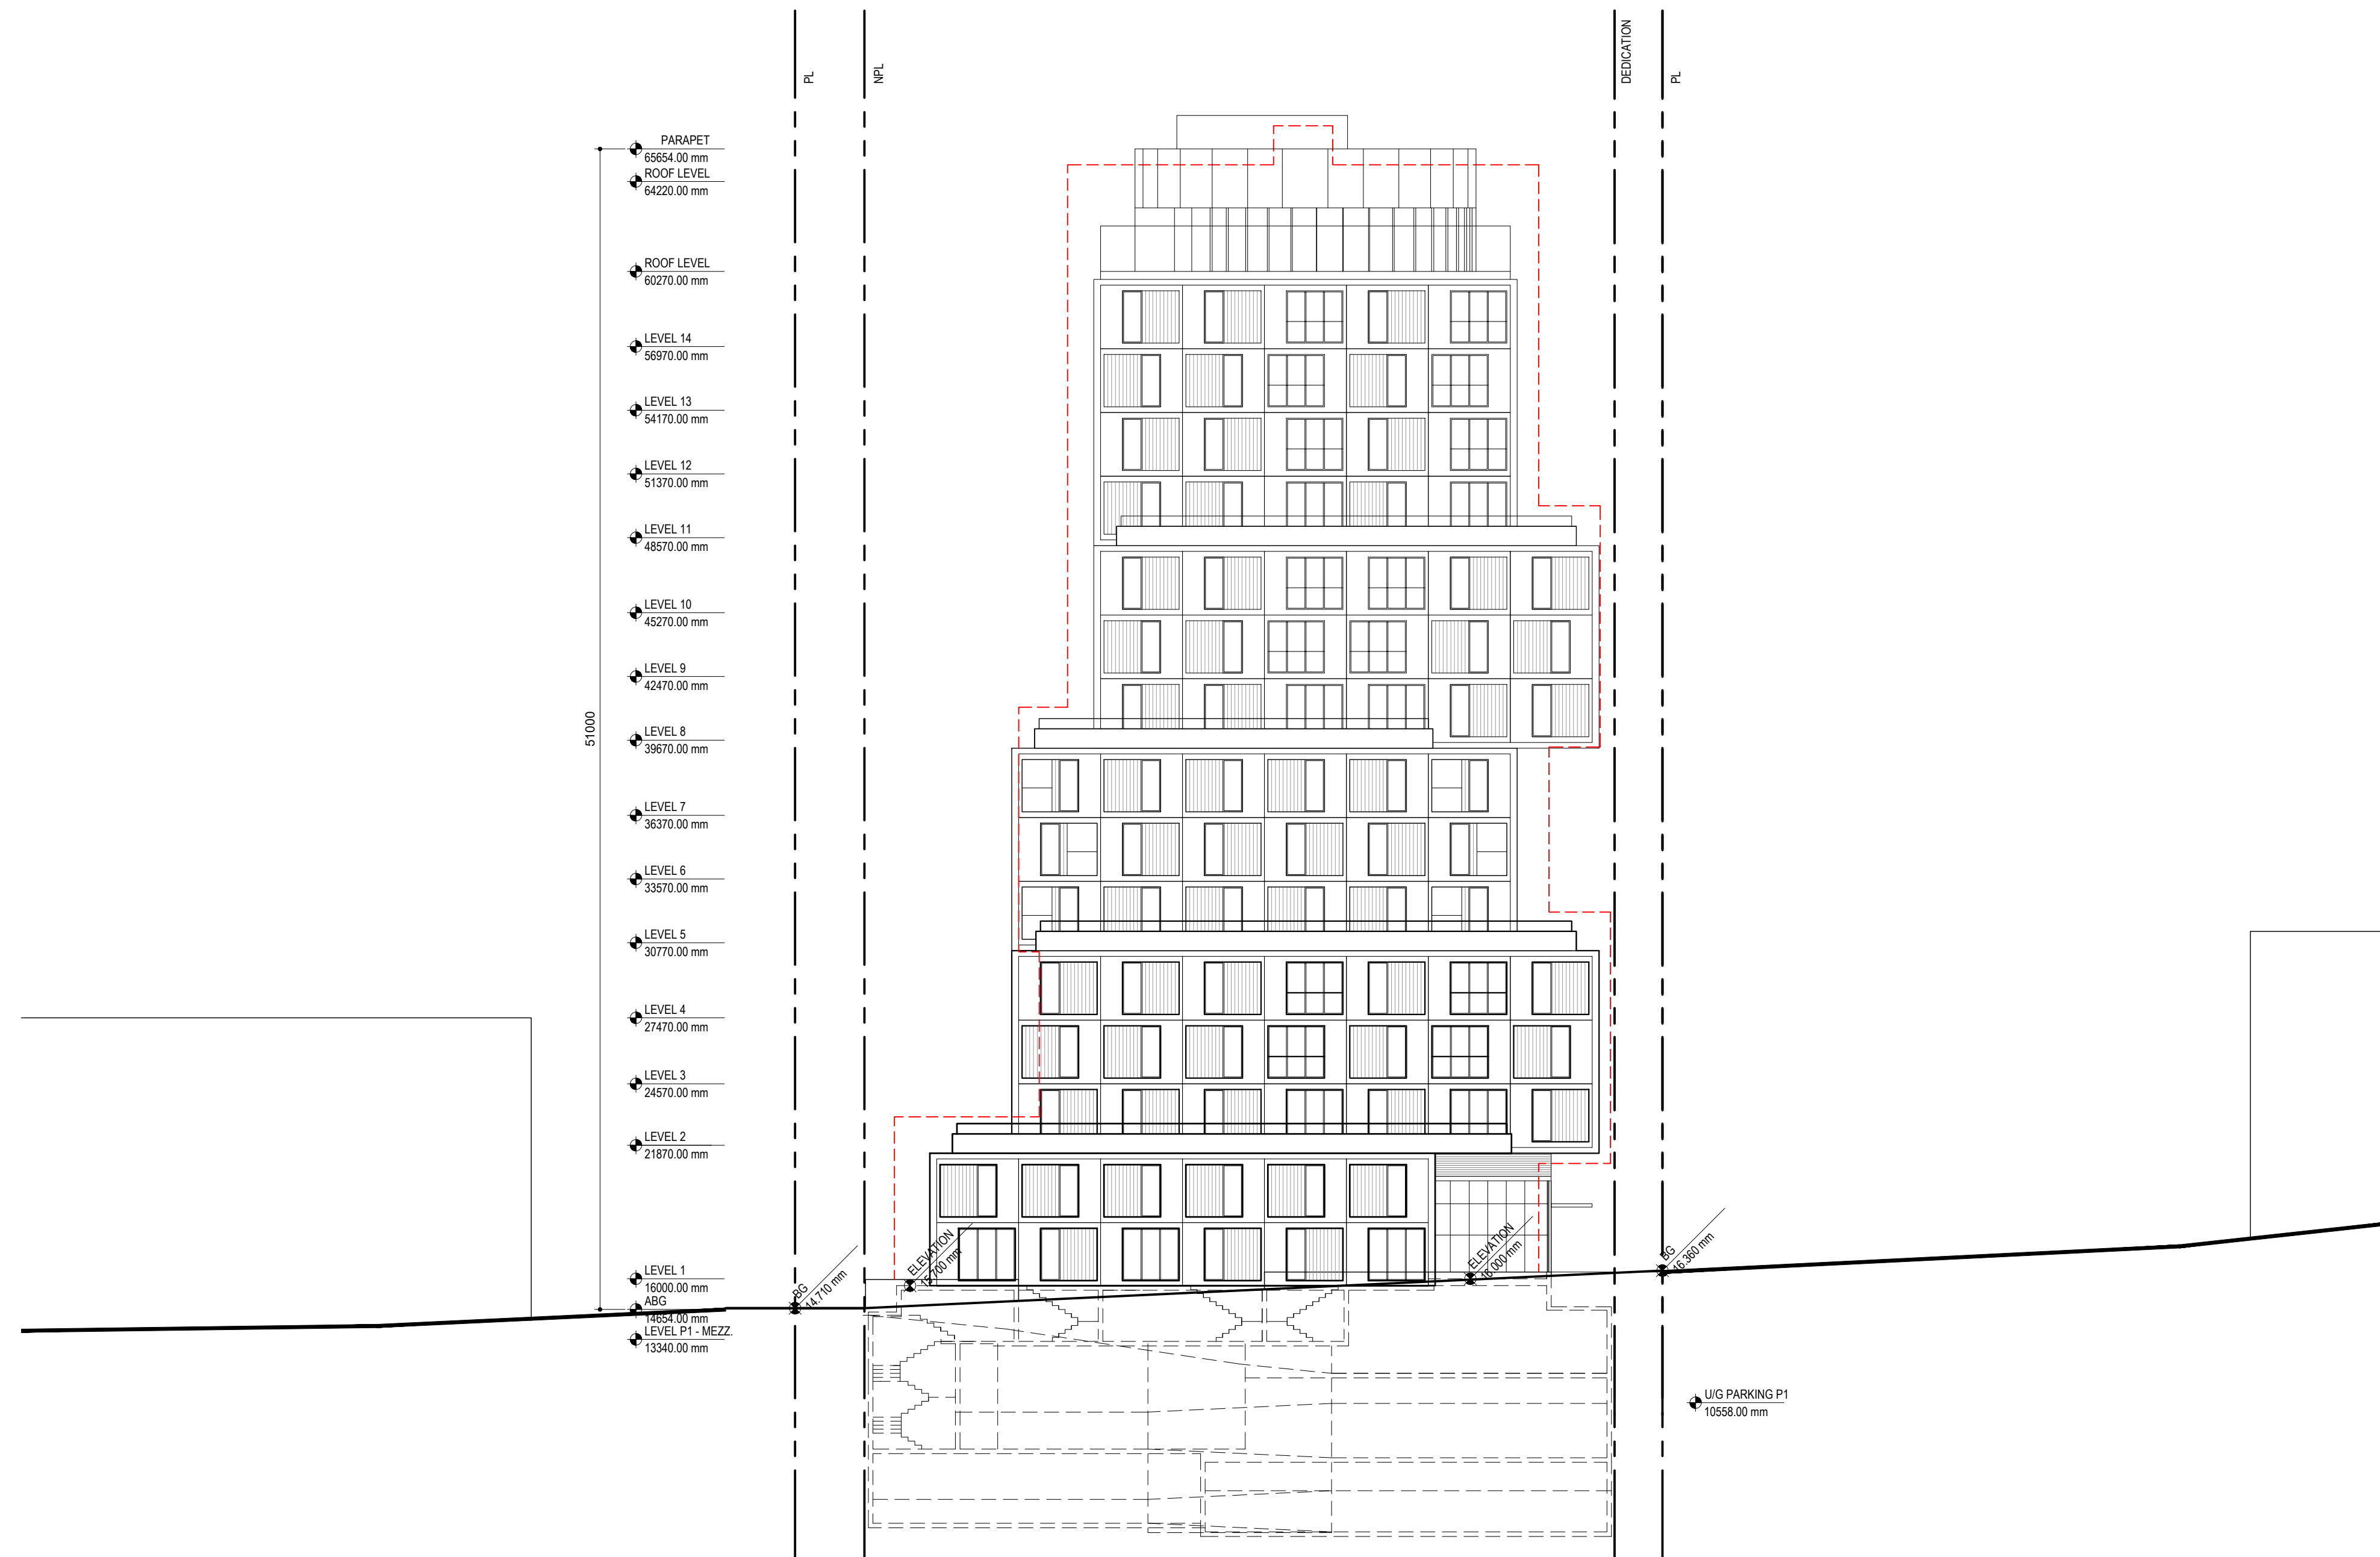 PL
NPL
DEDICATION
PL
PARAPET
65654.00 mm
ROOF LEVEL
64220.00 mm
ROOF LEVEL
60270.00 mm
LEVEL 14
56970.00 mm
LEVEL 13
54170.00 mm
LEVEL 12
51370.00 mm
LEVEL 11
48570.00 mm
LEVEL 10
45270.00 mm
LEVEL 9
42470.00 mm
51000
LEVEL 8
39670.00 mm
LEVEL 7
36370.00 mm
LEVEL 6
33570.00 mm
LEVEL 5
30770.00 mm
LEVEL 4
27470.00 mm
LEVEL 3
24570.00 mm
LEVEL 2
21870.00 mm
LEVEL 1
16000.00 mm
ABG
14654.00 mm
LEVEL P1 - MEZZ.
13340.00 mm
BG
14.710 mm
ELEVATION
15.700 mm
ELEVATION
16.000 mm
BG
16.360 mm
U/G PARKING P1
10558.00 mm